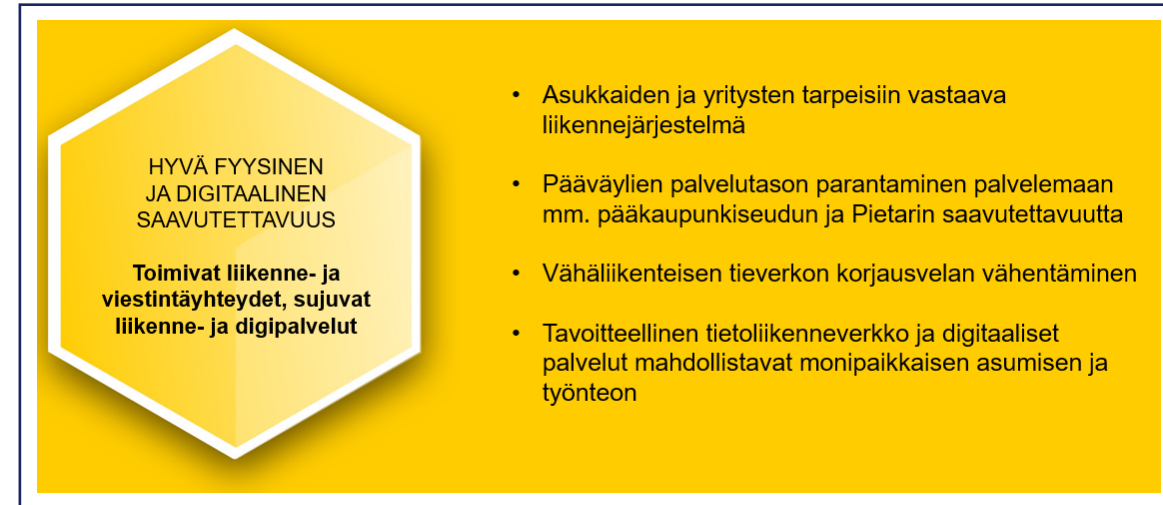 HYVÄ FYYSINEN
JA DIGITAALINEN
SAAVUTETTAVUUS
Toimivat liikenne- ja
viestintäyhteydet, sujuvat
liikenne- ja digipalvelut
• Asukkaiden ja yritysten tarpeisiin vastaava
liikennejärjestelmä
• Pääväylien palvelutason parantaminen palvelemaan
mm. pääkaupunkiseudun ja Pietarin saavutettavuutta
• Vähäliikenteisen tieverkon korjausvelan vähentäminen
• Tavoitteellinen tietoliikenneverkko ja digitaaliset
palvelut mahdollistavat monipaikkaisen asumisen ja
työnteon